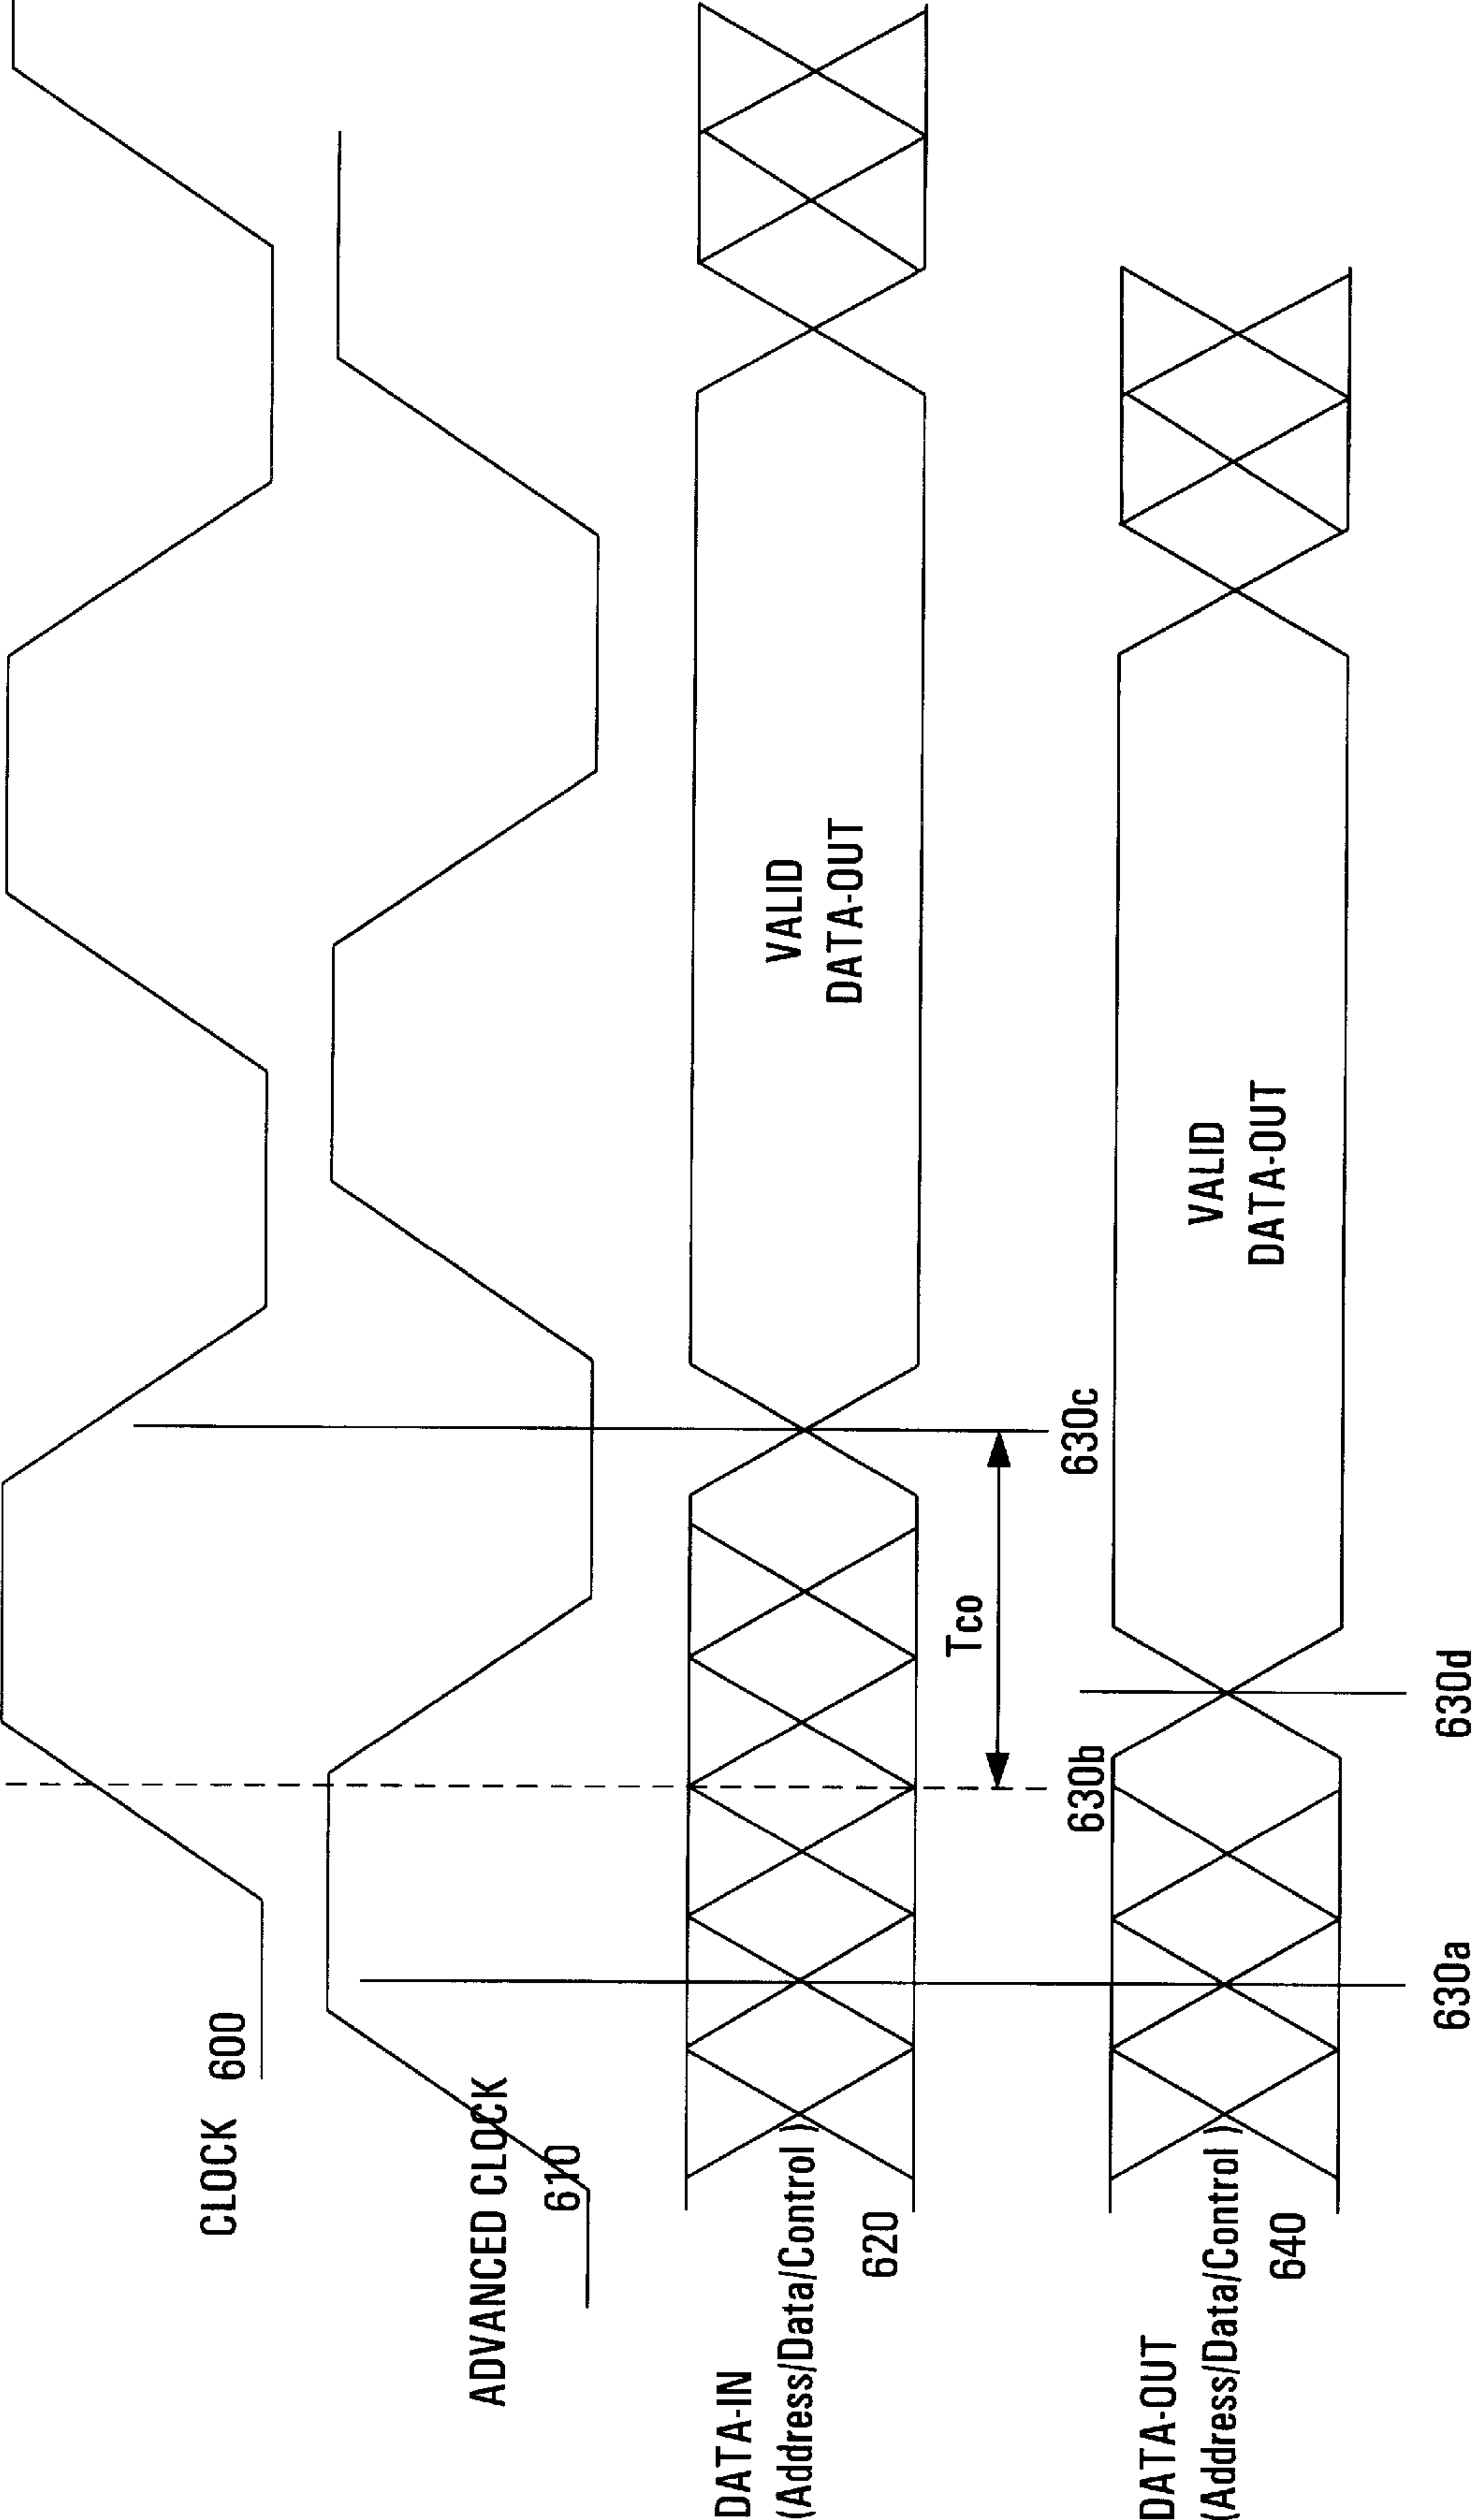 CLOCK 600
ADVANCED CLOCK
610
DATA-IN
(Address/Data/Control)
620
VALID
DATA-OUT
Tco
630c
630b
DATA-OUT
(Address/Data/Control)
640
VALID
DATA-OUT
630a
630d